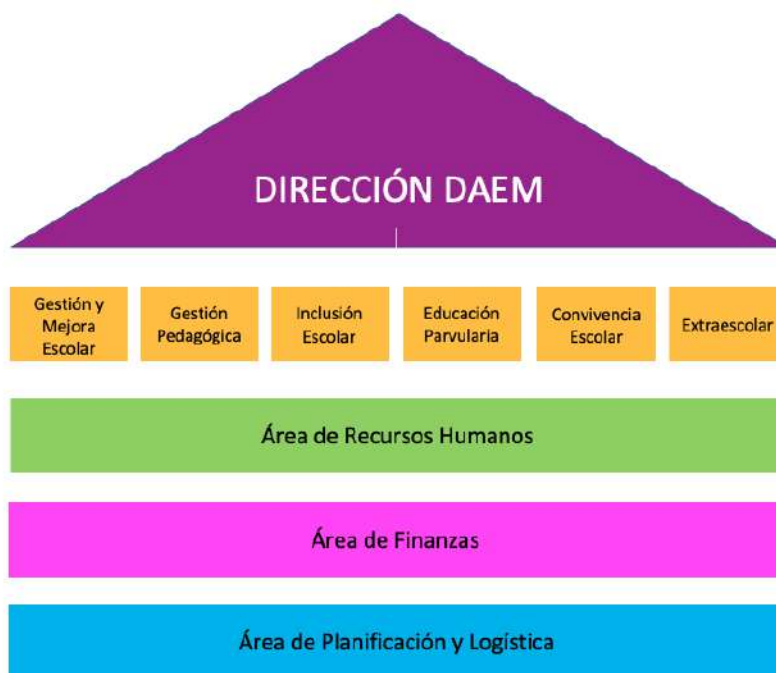 DIRECCIÓN DAEM
Gestión y
Mejora
Escolar
Gestión
Pedagógica
Inclusión
Escolar
Educación
Parvularia
Convivencia
Escolar
Extraescolar
Área de Recursos Humanos
Área de Finanzas
Área de Planificación y Logística